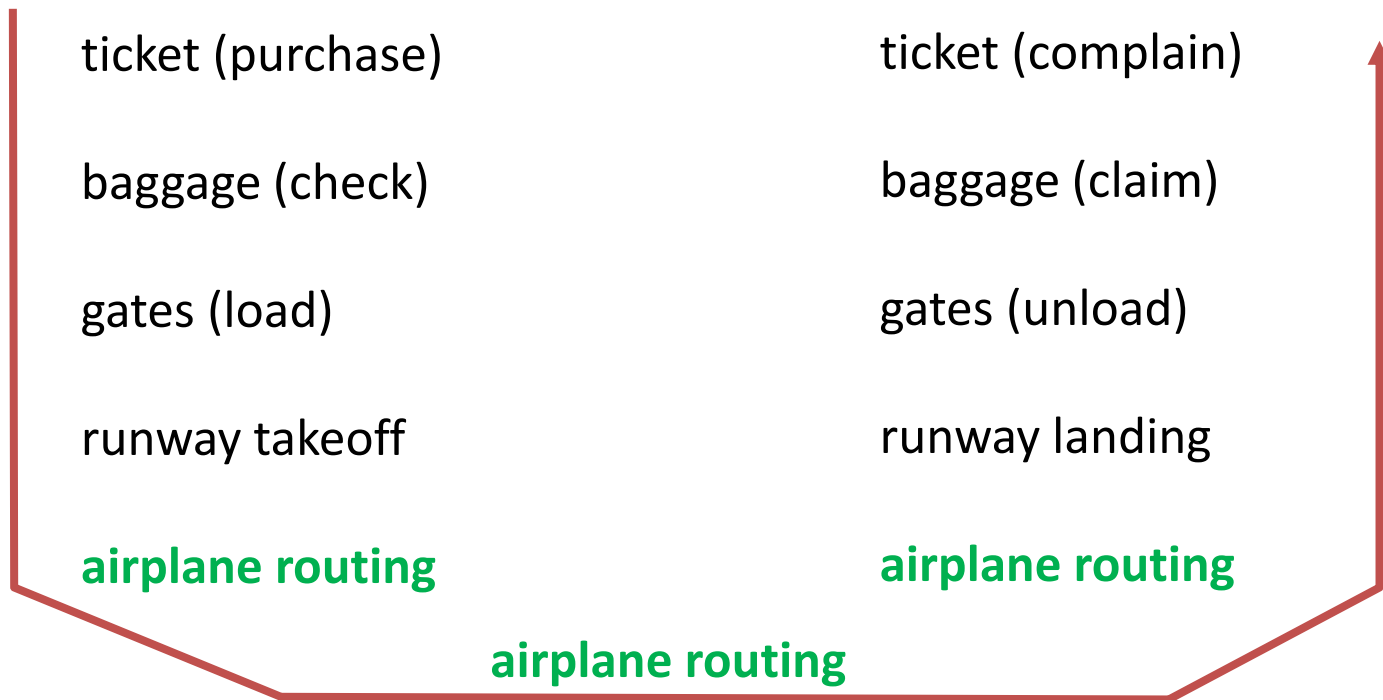 ticket (purchase)
baggage (check)
gates (load)
runway takeoff
airplane routing
ticket (complain)
baggage (claim)
gates (unload)
runway landing
airplane routing
airplane routing